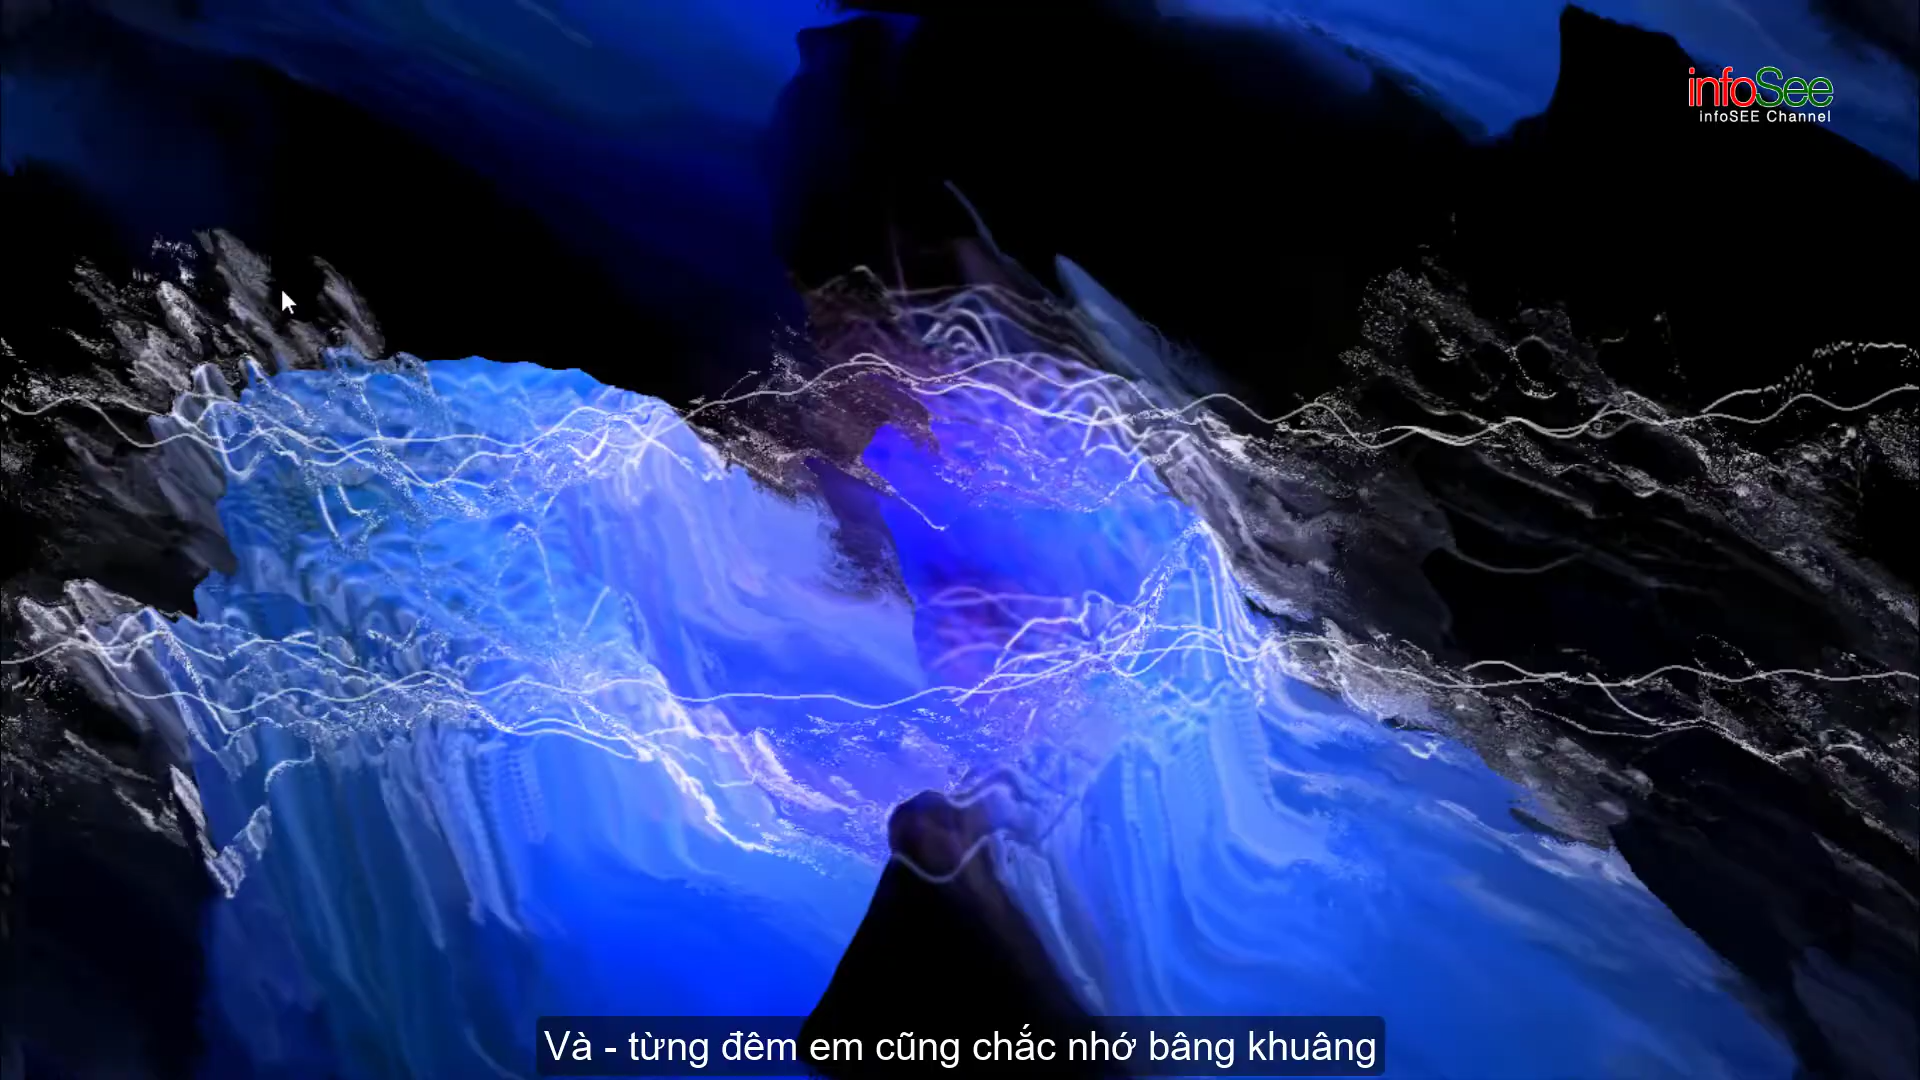 infoSee
infoSEE Channel
Và - từng đêm em cũng chắc nhớ bâng khuâng